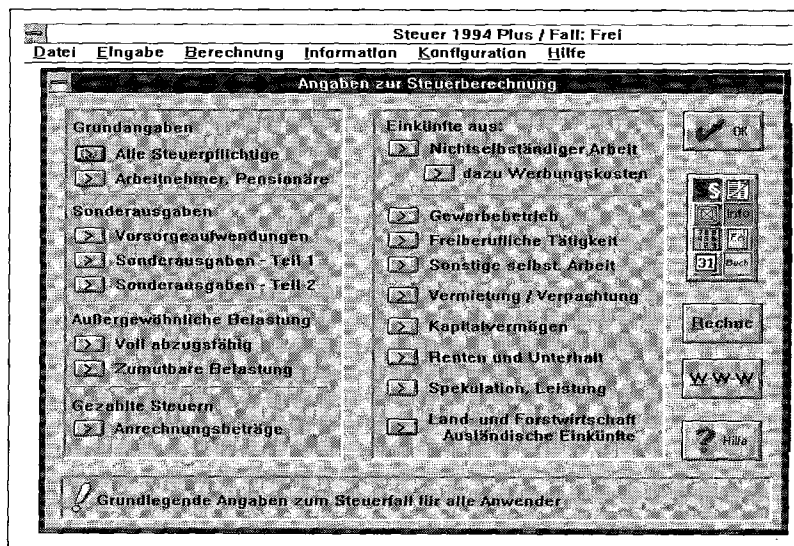 Steuer 1994 Plus / Fall: Frei
Datei Eingabe Berechnung Information Konfiguration Hilfe
Angaben zur Steuerberechnung
Grundangaben
Alle Steuerpflichtige
Arbeitnehmer, Pensionäre
Sonderausgaben
Vorsorgeaufwendungen
Sonderausgaben - Teil 1
Sonderausgaben - Teil 2
Außergewöhnliche Belastung
Voll abzugsfähig
Zumutbare Belastung
Gezahlte Steuern
Anrechnungsbeträge
Einkünfte aus:
Nichtselbständiger Arbeit
dazu Werbungskosten
Gewerbebetrieb
Freiberufliche Tätigkeit
Sonstige selbst. Arbeit
Vermietung / Verpachtung
Kapitalvermögen
Renten und Unterhalt
Spekulation, Leistung
Land- und Forstwirtschaft
Ausländische Einkünfte
OK
§
Info
31 Buch
Rechne
W-W-W
Hilfe
Grundlegende Angaben zum Steuerfall für alle Anwender